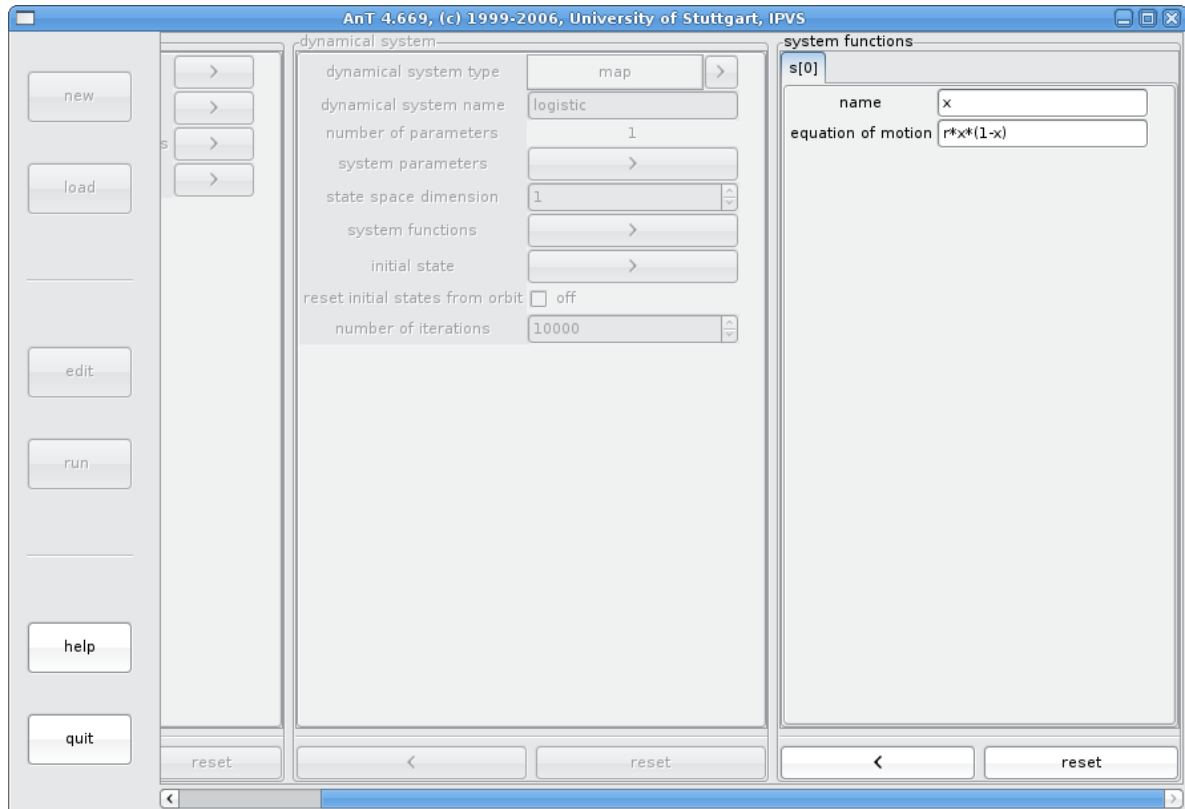 AnT 4.669, (c) 1999-2006, University of Stuttgart, IPVS
new
load
edit
run
help
quit
>
>
s >
>
reset
dynamical system
dynamical system type map >
dynamical system name logistic
number of parameters 1
system parameters >
state space dimension 1
system functions >
initial state >
reset initial states from orbit off
number of iterations 10000
< reset
system functions
s[0]
name x
equation of motion r*x*(1-x)
< reset